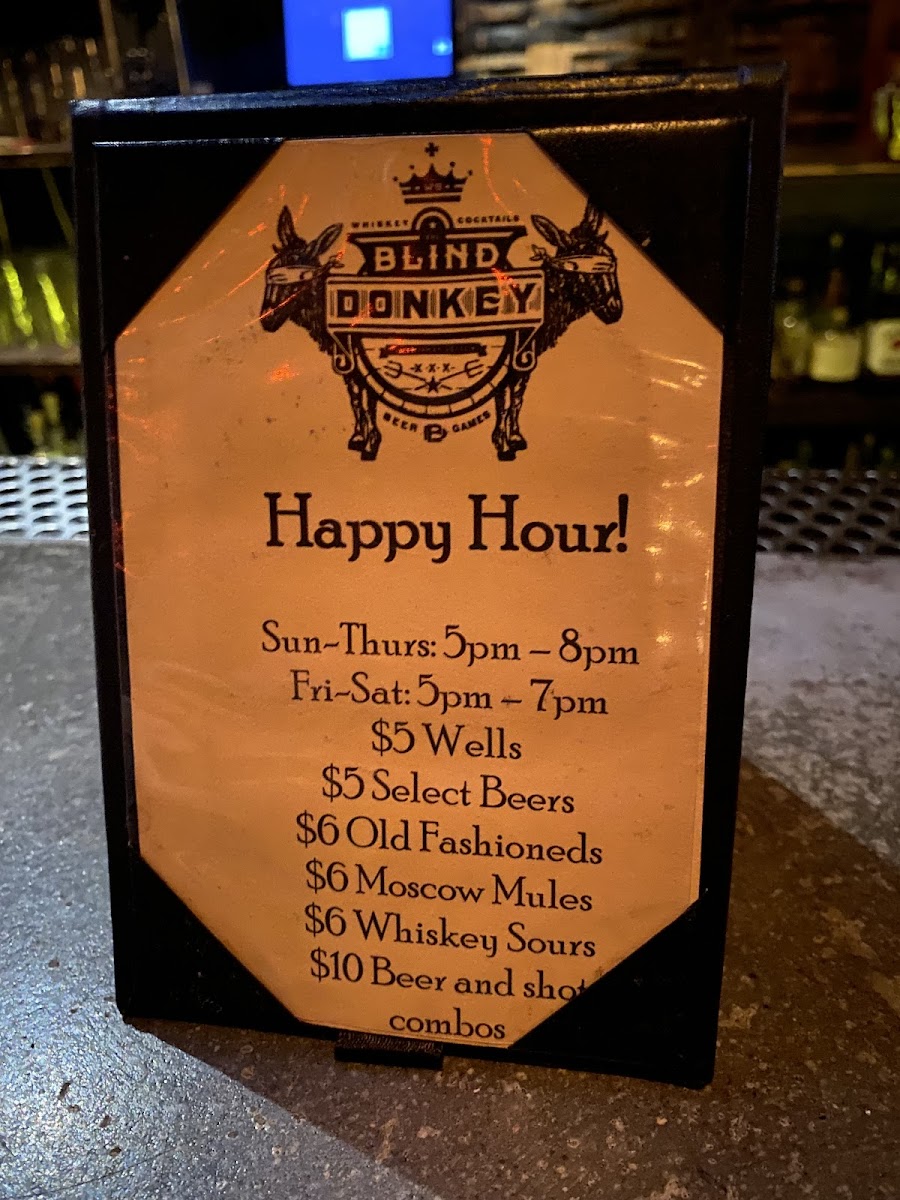 WHISKEY COCKTAILS
BLIND
DONKEY
-X-X-X-
BEER B GAMES
Happy Hour!
Sun~Thurs: 5pm – 8pm
Fri~Sat: 5pm – 7pm
$5 Wells
$5 Select Beers
$6 Old Fashioneds
$6 Moscow Mules
$6 Whiskey Sours
$10 Beer and shot
combos